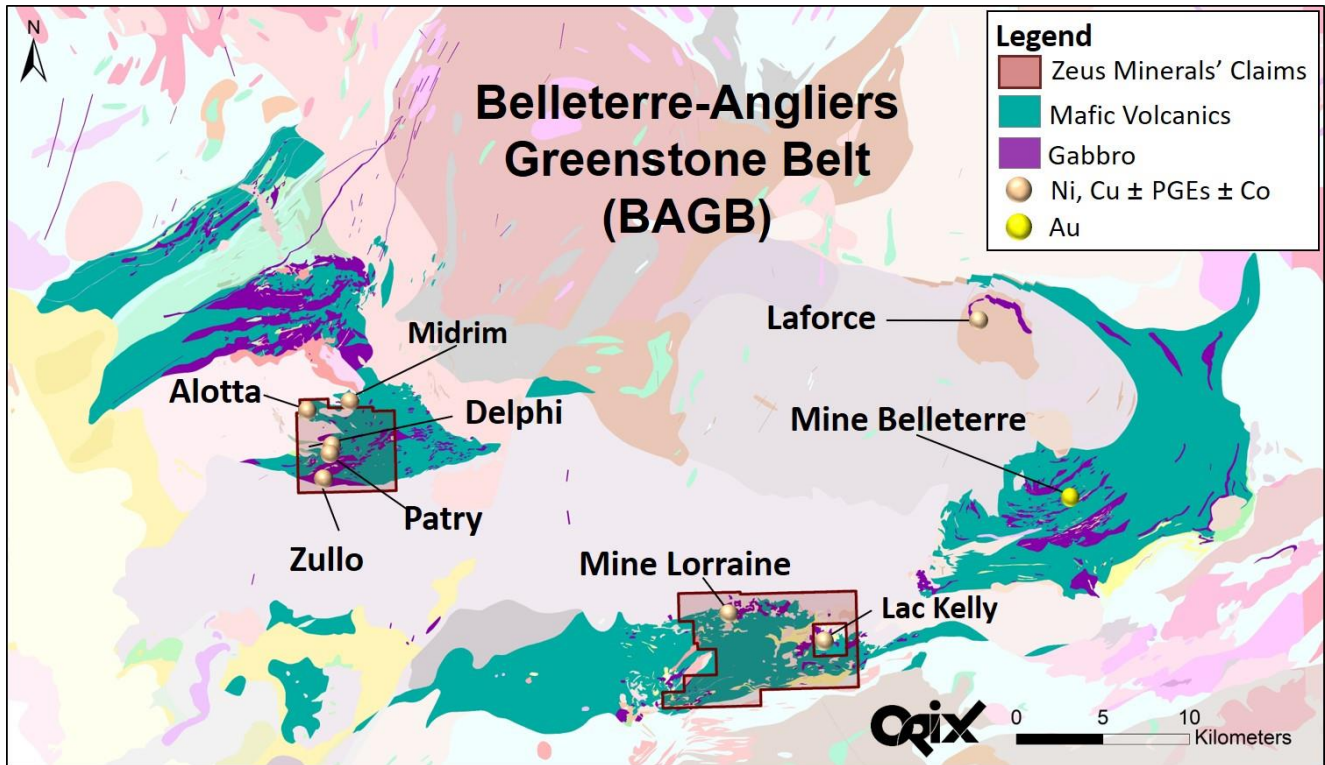 N
Belleterre-Angliers
Greenstone Belt
(BAGB)
Legend
Zeus Minerals' Claims
Mafic Volcanics
Gabbro
Ni, Cu ± PGEs ± Co
Au
Laforce
Midrim
Alotta
Delphi
Mine Belleterre
Patry
Zullo
Mine Lorraine
Lac Kelly
ORIX
0 5 10
Kilometers